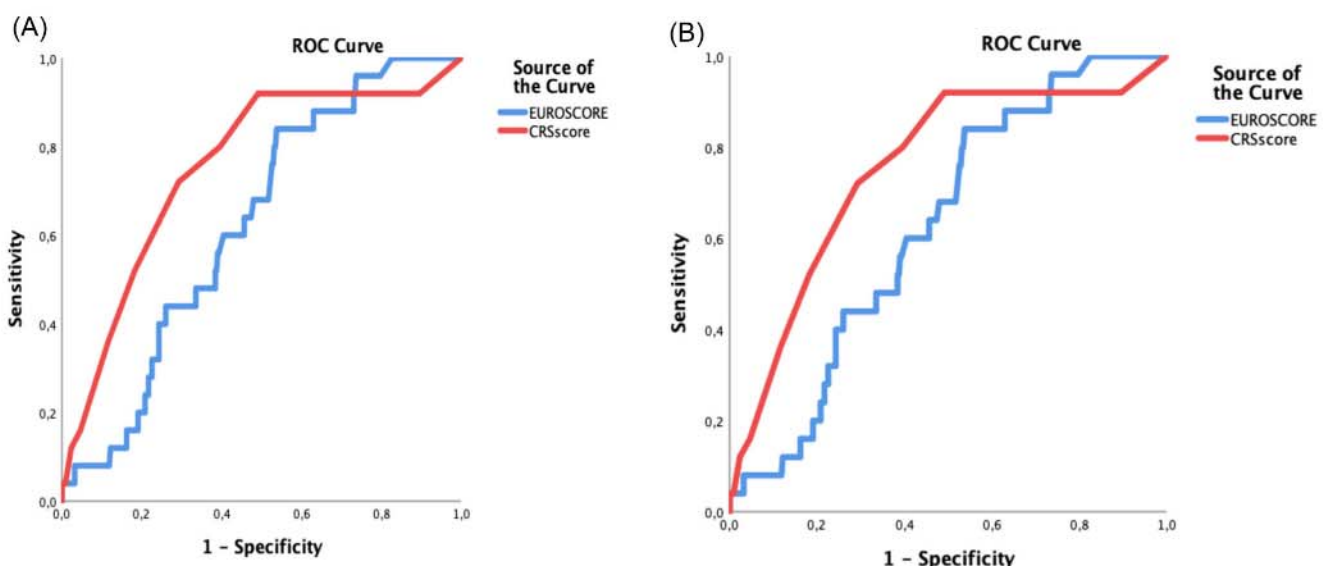 (A)
ROC Curve
1,0
0,8
0,6
0,4
0,2
0,0
0,0 0,2 0,4 0,6 0,8 1,0
Sensitivity
1 - Specificity
Source of
the Curve
EUROSCORE
CRSscore
(B)
ROC Curve
1,0
0,8
0,6
0,4
0,2
0,0
0,0 0,2 0,4 0,6 0,8 1,0
Sensitivity
1 - Specificity
Source of
the Curve
EUROSCORE
CRSscore